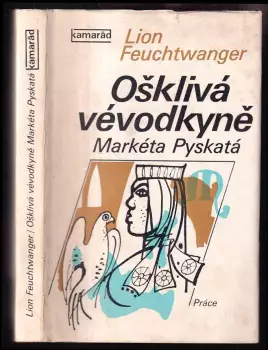 Lion Feuchtwanger / Ošklivá vévodkyně Markéta Pyskatá
kamarád
kamarád
Lion
Feuchtwanger
Ošklivá
vévodkyně
Markéta Pyskatá
Práce